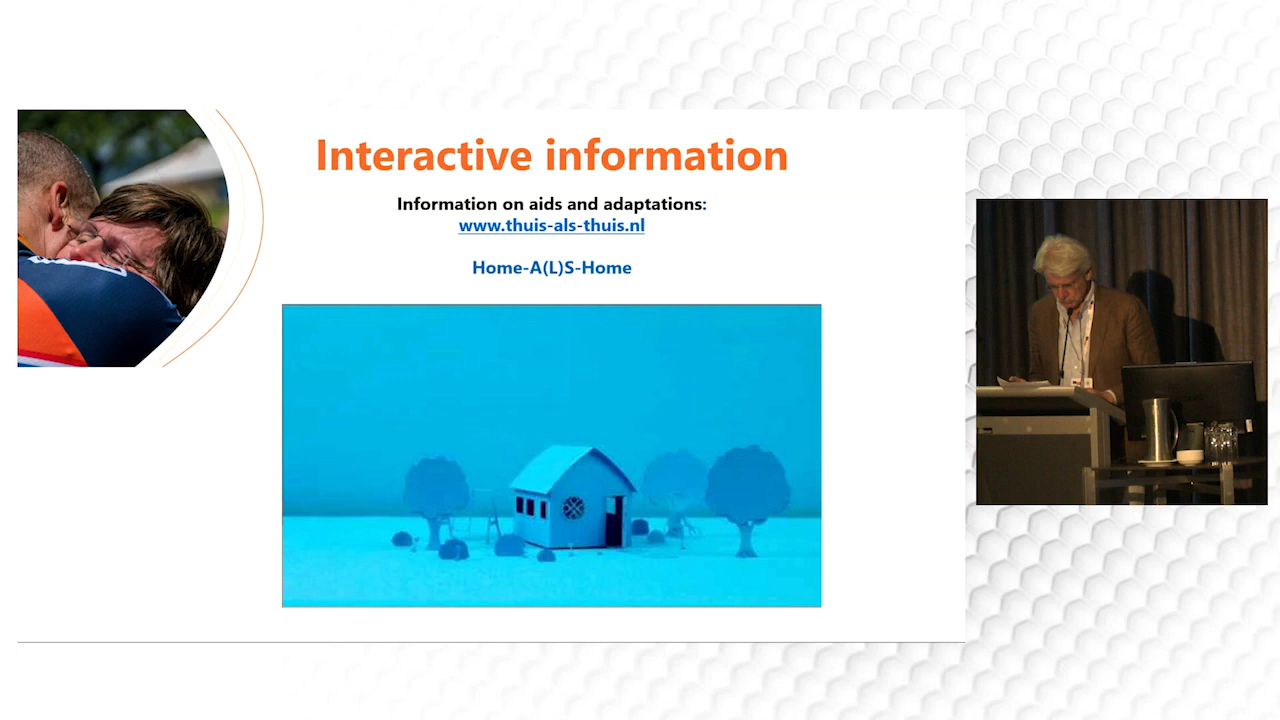 Interactive information
Information on aids and adaptations:
www.thuis-als-thuis.nl
Home-A(L)S-Home